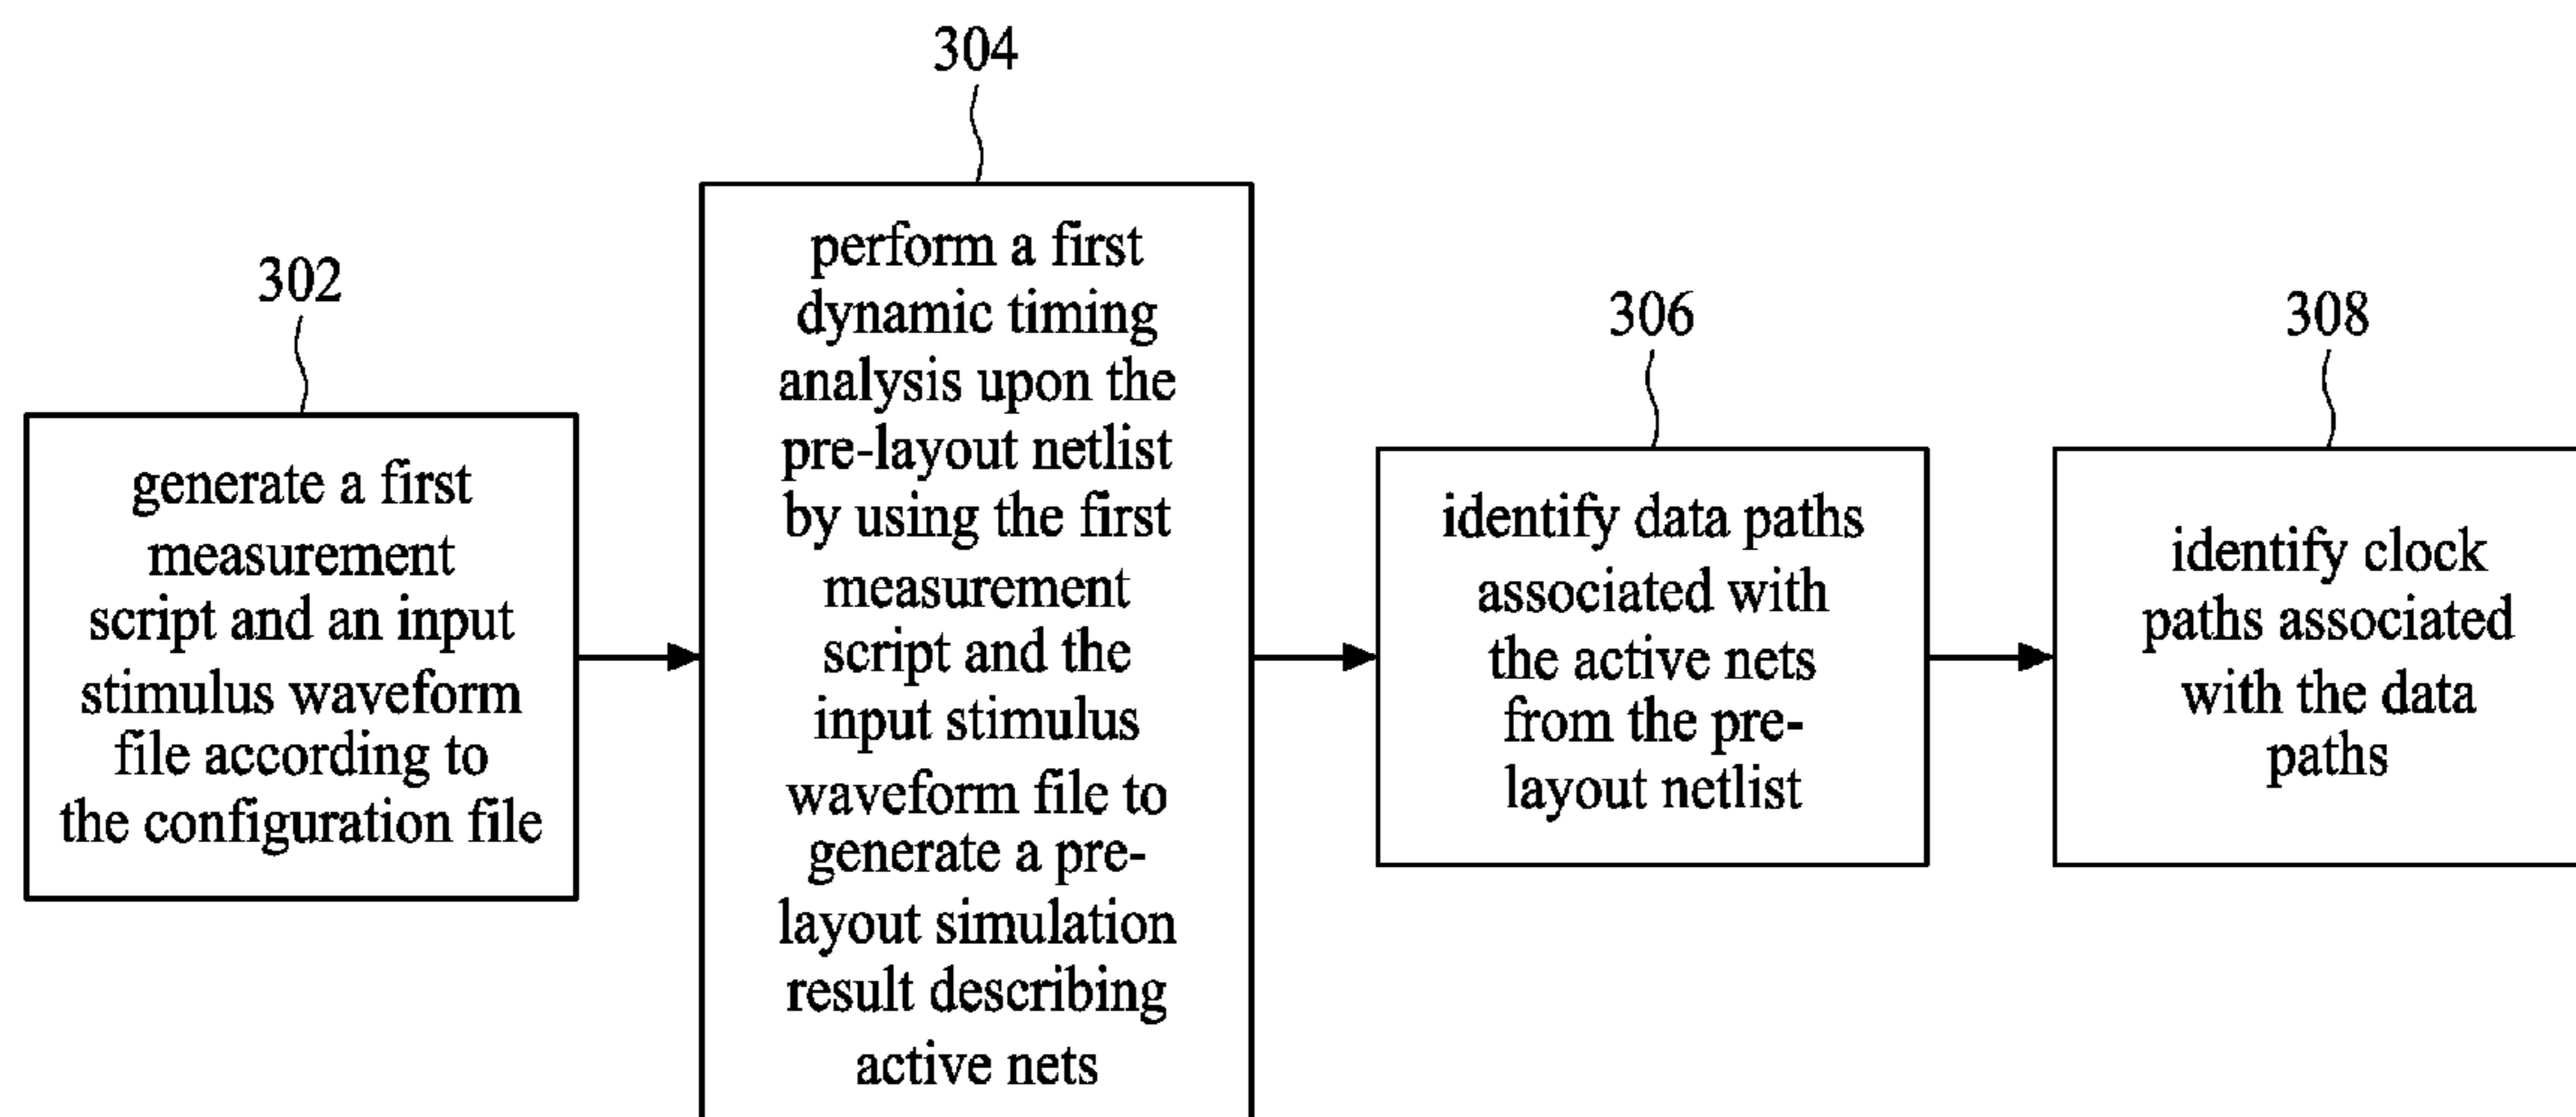 302
generate a first
measurement
script and an input
stimulus waveform
file according to
the configuration file
304
perform a first
dynamic timing
analysis upon the
pre-layout netlist
by using the first
measurement
script and the
input stimulus
waveform file to
generate a pre-
layout simulation
result describing
active nets
306
identify data paths
associated with
the active nets
from the pre-
layout netlist
308
identify clock
paths associated
with the data
paths